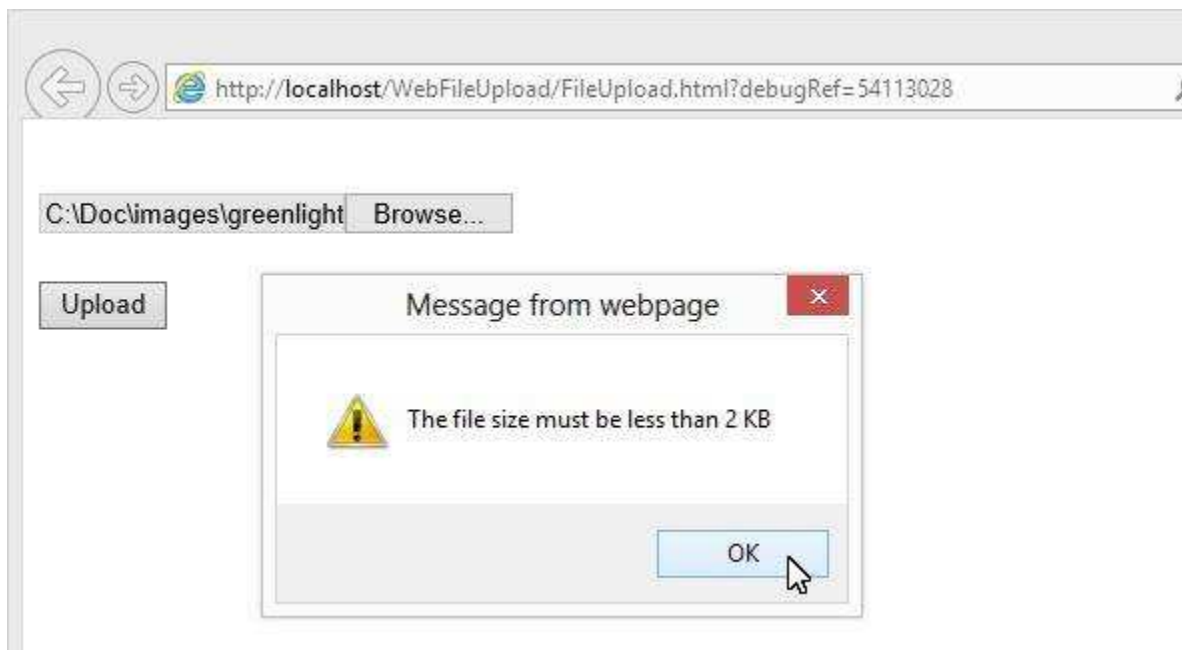 http://localhost/WebFileUpload/FileUpload.html?debugRef=54113028
C:\Doc\images\greenlight Browse...
Upload
Message from webpage
The file size must be less than 2 KB
OK